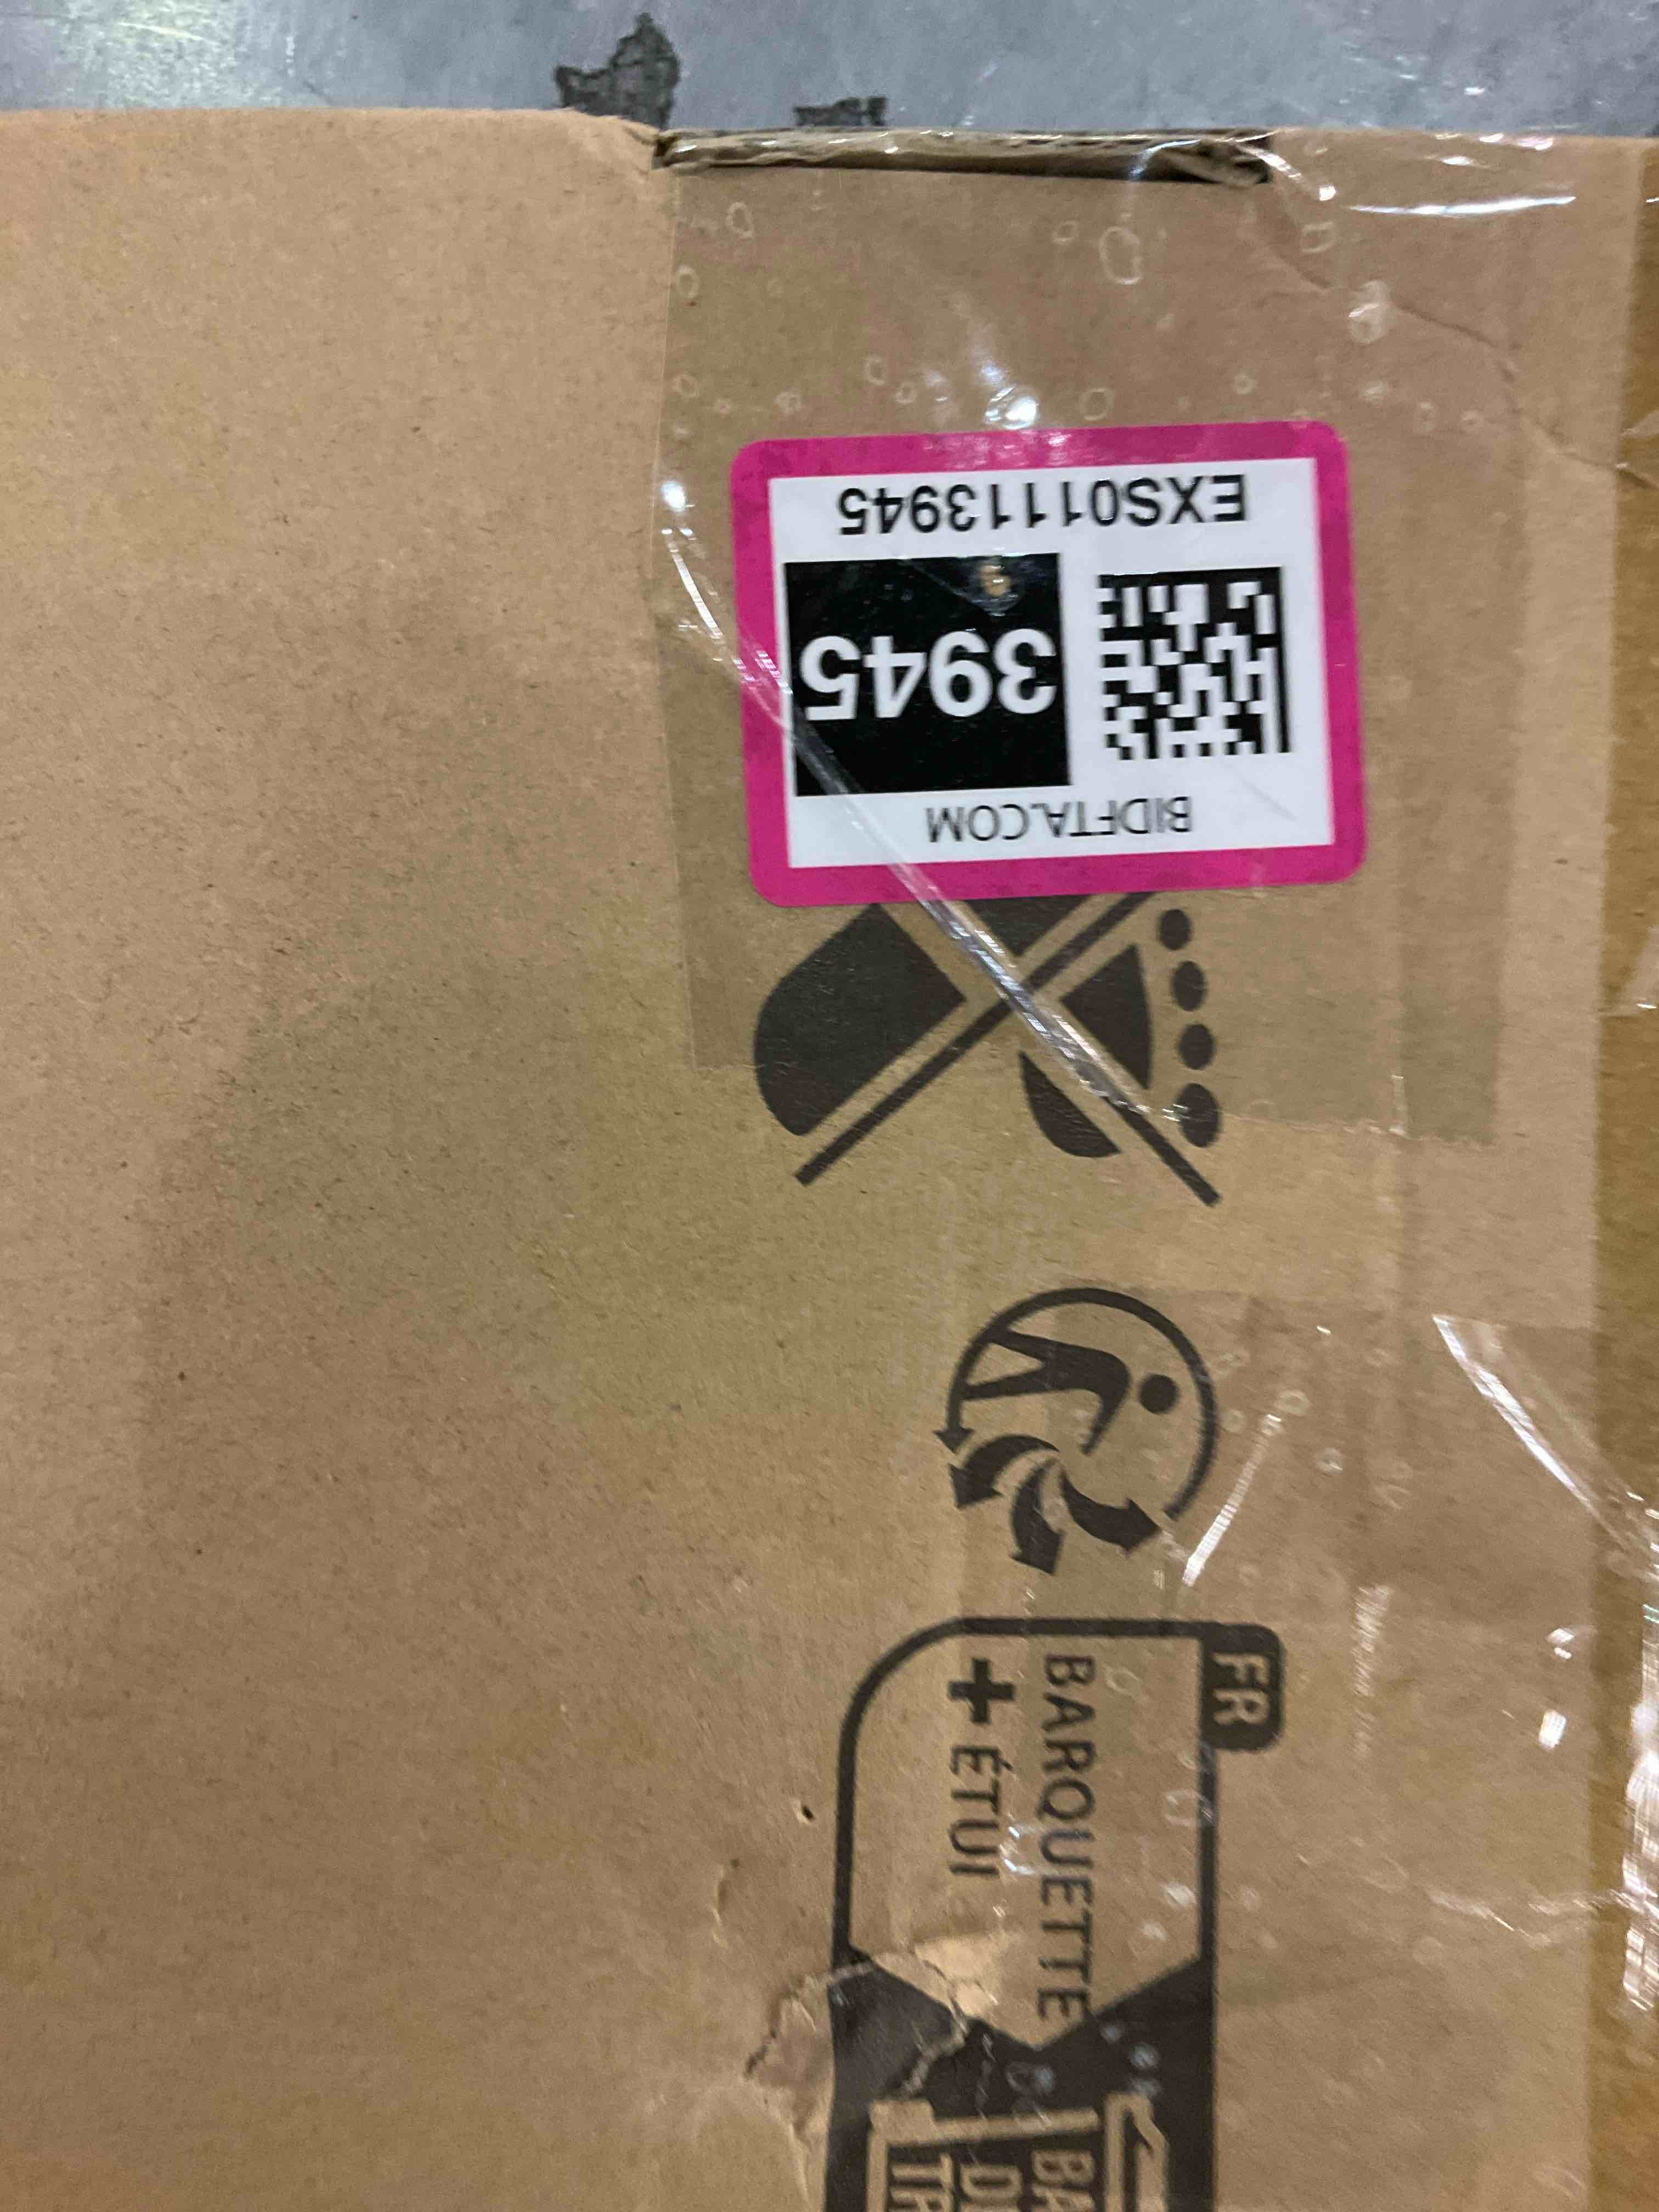 BIDFTA.COM
3945
EXS01113945
FR
BARQUETTE
+ ÉTUI